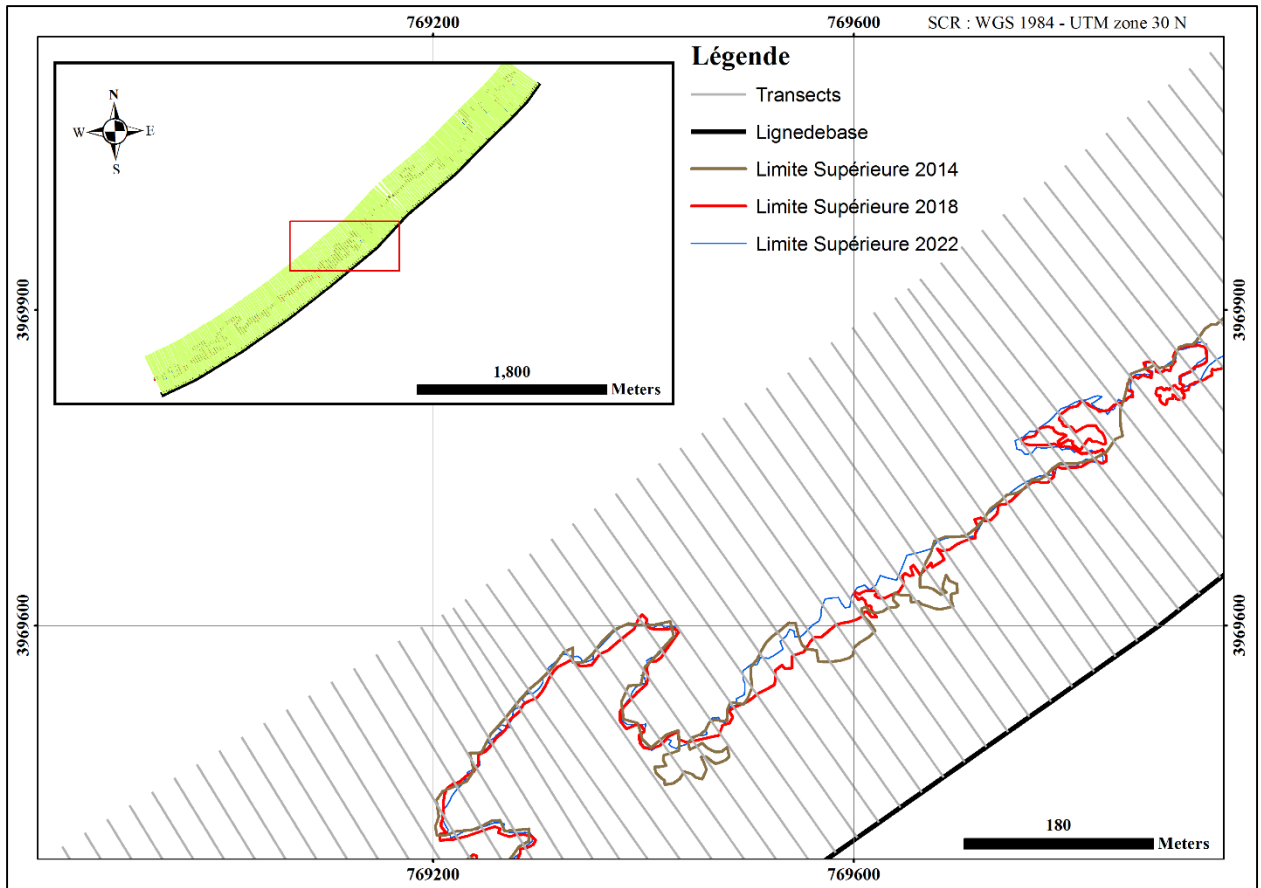 769200
769600
SCR : WGS 1984 - UTM zone 30 N
Légende
Transects
Lignedebase
Limite Supérieure 2014
Limite Supérieure 2018
Limite Supérieure 2022
N
W
E
S
1,800
Meters
3969900
3969900
3969600
3969600
180
Meters
769200
769600